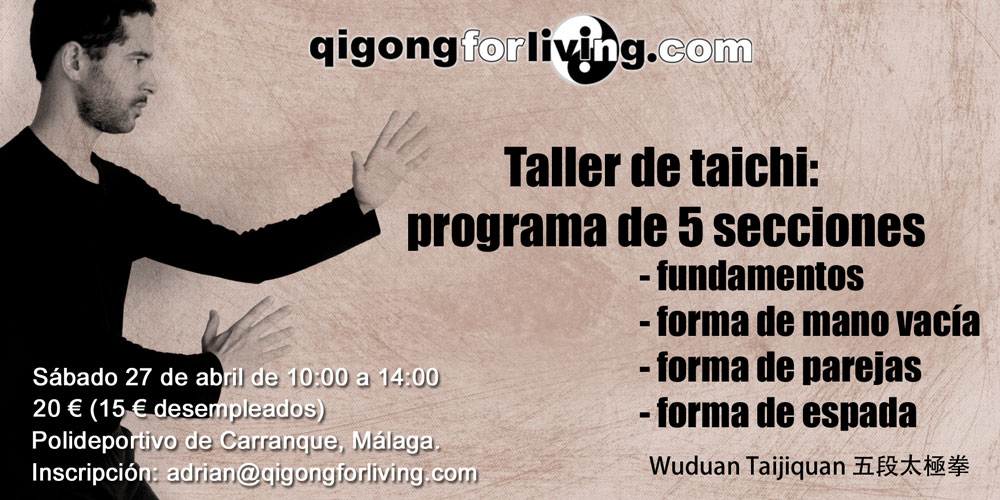 qigongforliving.com
Taller de taichi:
programa de 5 secciones
- fundamentos
- forma de mano vacía
- forma de parejas
- forma de espada
Sábado 27 de abril de 10:00 a 14:00
20 € (15 € desempleados)
Polideportivo de Carranque, Málaga.
Inscripción: adrian@qigongforliving.com
Wuduan Taijiquan 五段太極拳